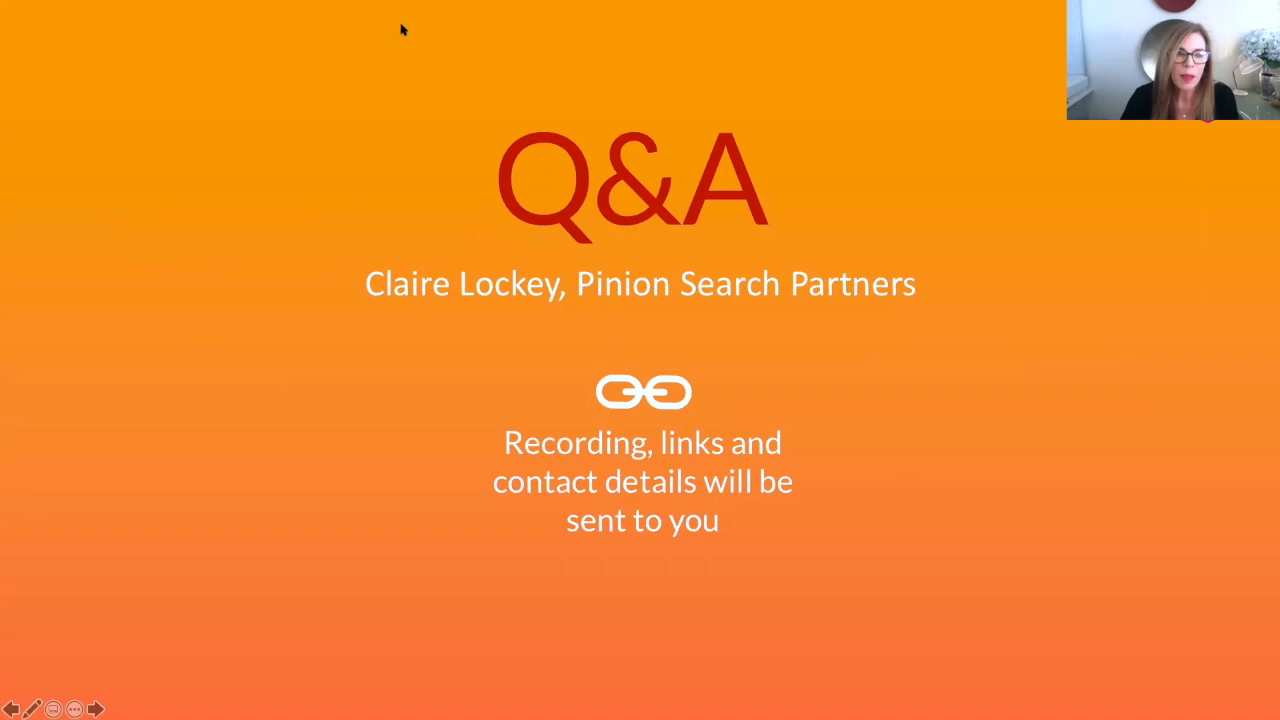 Q&A
Claire Lockey, Pinion Search Partners
Recording, links and
contact details will be
sent to you